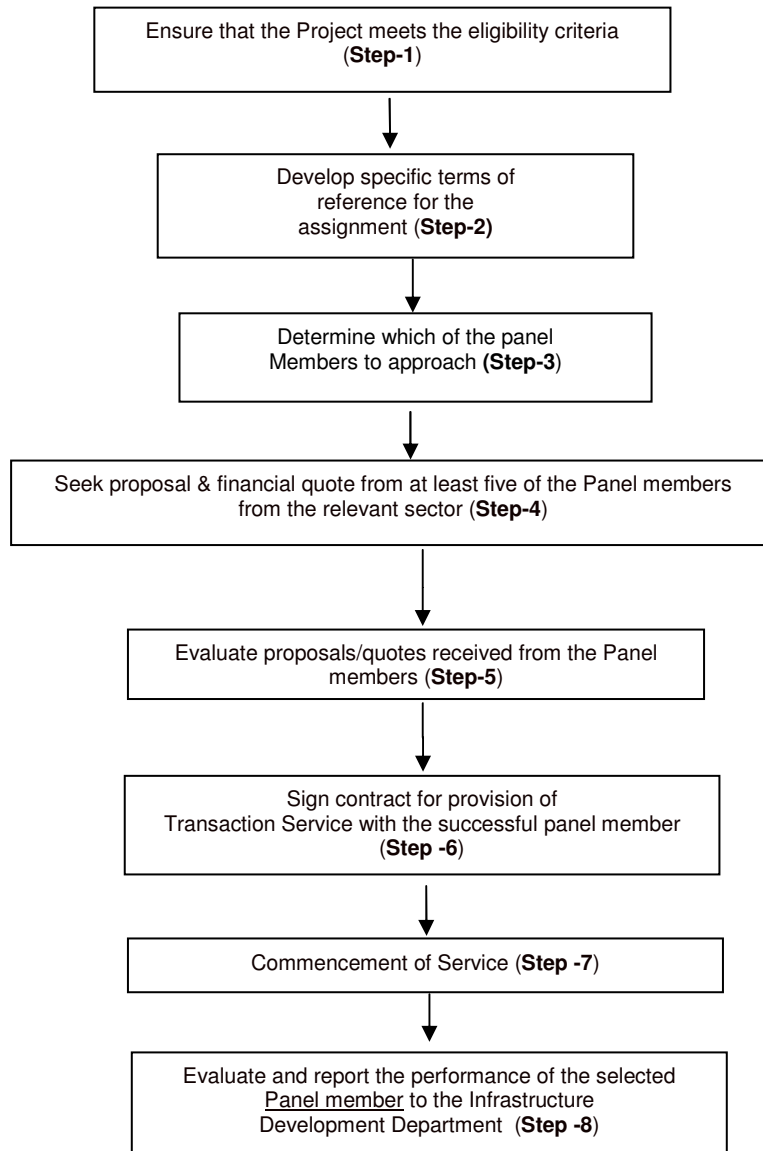 Ensure that the Project meets the eligibility criteria
(Step-1)
Develop specific terms of
reference for the
assignment (Step-2)
Determine which of the panel
Members to approach (Step-3)
Seek proposal & financial quote from at least five of the Panel members
from the relevant sector (Step-4)
Evaluate proposals/quotes received from the Panel
members (Step-5)
Sign contract for provision of
Transaction Service with the successful panel member
(Step -6)
Commencement of Service (Step -7)
Evaluate and report the performance of the selected
Panel member to the Infrastructure
Development Department (Step -8)